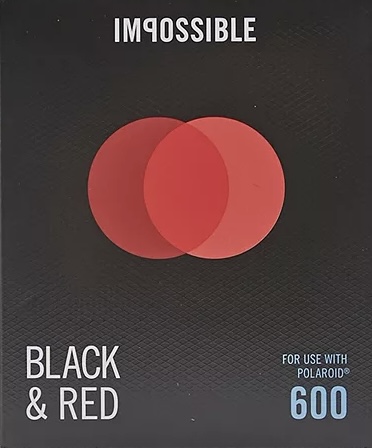 IMPOSSIBLE
BLACK
& RED
FOR USE WITH
POLAROID®
600